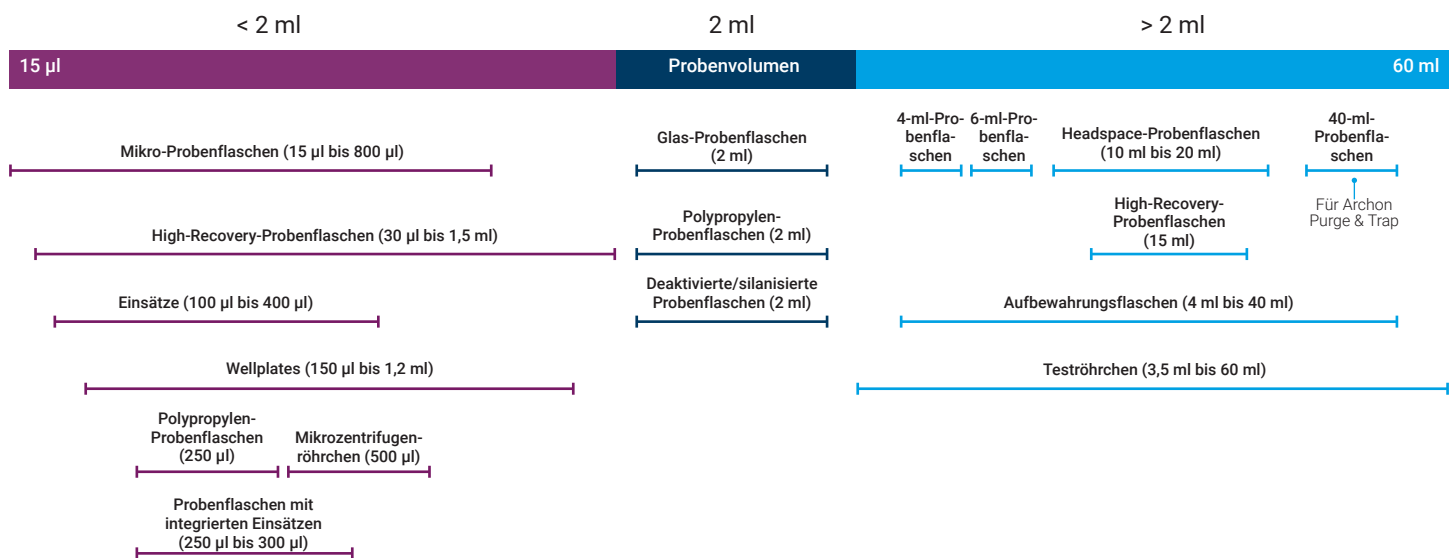 < 2 ml
2 ml
> 2 ml
15 µl
Probenvolumen
60 ml
Mikro-Probenflaschen (15 µl bis 800 µl)
Glas-Probenflaschen
(2 ml)
4-ml-Pro-
benfla-
schen
6-ml-Pro-
benfla-
schen
Headspace-Probenflaschen
(10 ml bis 20 ml)
40-ml-
Probenfla-
schen
Für Archon
Purge & Trap
High-Recovery-Probenflaschen (30 µl bis 1,5 ml)
Polypropylen-
Probenflaschen (2 ml)
High-Recovery-
Probenflaschen
(15 ml)
Einsätze (100 µl bis 400 µl)
Deaktivierte/silanisierte
Probenflaschen (2 ml)
Aufbewahrungsflaschen (4 ml bis 40 ml)
Wellplates (150 µl bis 1,2 ml)
Teströhrchen (3,5 ml bis 60 ml)
Polypropylen-
Probenflaschen
(250 µl)
Mikrozentrifugen-
röhrchen (500 µl)
Probenflaschen mit
integrierten Einsätzen
(250 µl bis 300 µl)